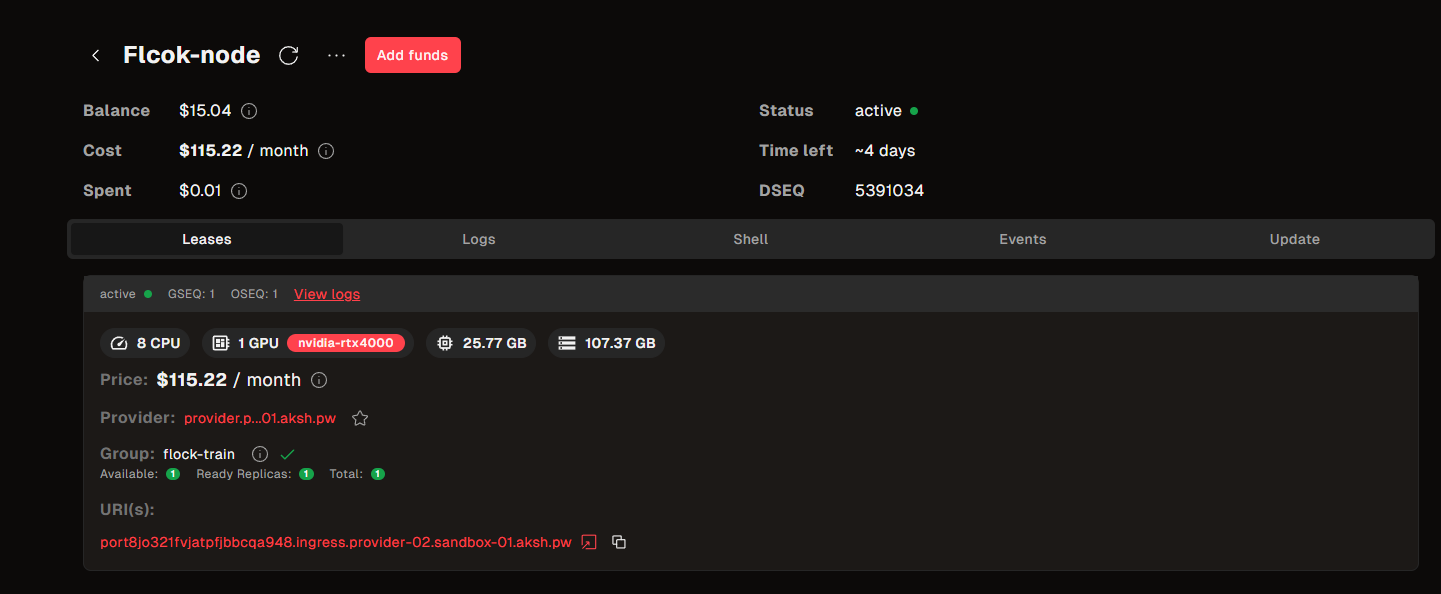 Flcok-node Add funds
Balance $15.04 Status active
Cost $115.22 / month Time left ~4 days
Spent $0.01 DSEQ 5391034
Leases Logs Shell Events Update
active GSEQ: 1 OSEQ: 1 View logs
8 CPU 1 GPU nvidia-rtx4000 25.77 GB 107.37 GB
Price: $115.22 / month
Provider: provider.p...01.aksh.pw
Group: flock-train
Available: 1 Ready Replicas: 1 Total: 1
URI(s):
port8jo321fvjatpfjbbcqa948.ingress.provider-02.sandbox-01.aksh.pw